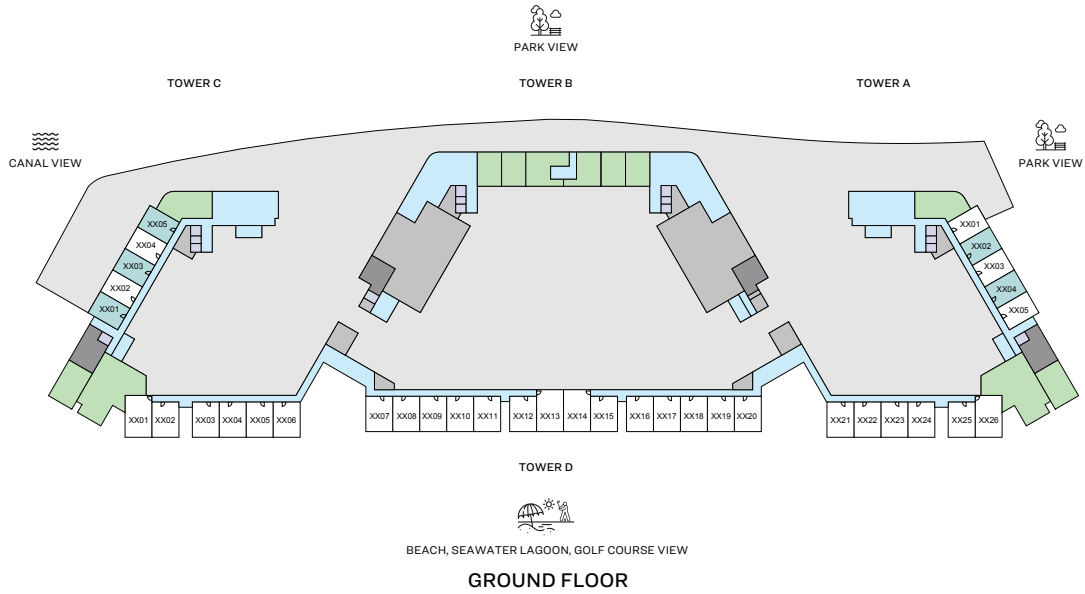 PARK VIEW
TOWER C
TOWER B
TOWER A
CANAL VIEW
PARK VIEW
XX05
XX04
XX03
XX02
XX01
XX01
XX02
XX03
XX04
XX05
XX01 XX02 XX03 XX04 XX05 XX06 XX07 XX08 XX09 XX10 XX11 XX12 XX13 XX14 XX15 XX16 XX17 XX18 XX19 XX20 XX21 XX22 XX23 XX24 XX25 XX26
TOWER D
BEACH, SEAWATER LAGOON, GOLF COURSE VIEW
GROUND FLOOR